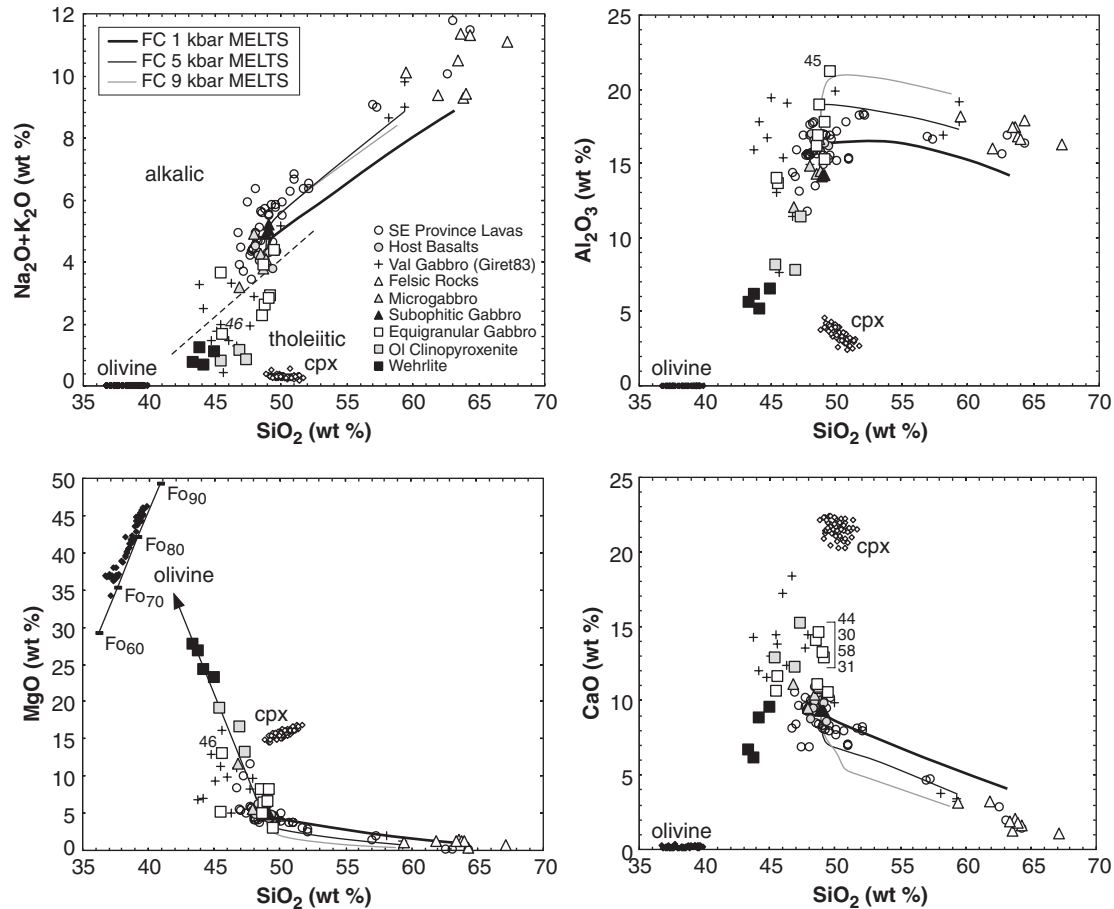 12
10
8
6
4
2
0
Na2O+K2O (wt %)
FC 1 kbar MELTS
FC 5 kbar MELTS
FC 9 kbar MELTS
alkalic
SE Province Lavas
Host Basalts
Val Gabbro (Giret83)
Felsic Rocks
Microgabbro
Subophitic Gabbro
Equigranular Gabbro
Ol Clinopyroxenite
Wehrlite
46
tholeiitic
cpx
olivine
35 40 45 50 55 60 65 70
SiO2 (wt %)
25
20
15
10
5
0
Al2O3 (wt %)
45
cpx
olivine
35 40 45 50 55 60 65 70
SiO2 (wt %)
50
45
40
35
30
25
20
15
10
5
0
MgO (wt %)
Fo90
Fo80
olivine
Fo70
Fo60
cpx
46
35 40 45 50 55 60 65 70
SiO2 (wt %)
25
20
15
10
5
0
CaO (wt %)
cpx
44
30
58
31
olivine
35 40 45 50 55 60 65 70
SiO2 (wt %)